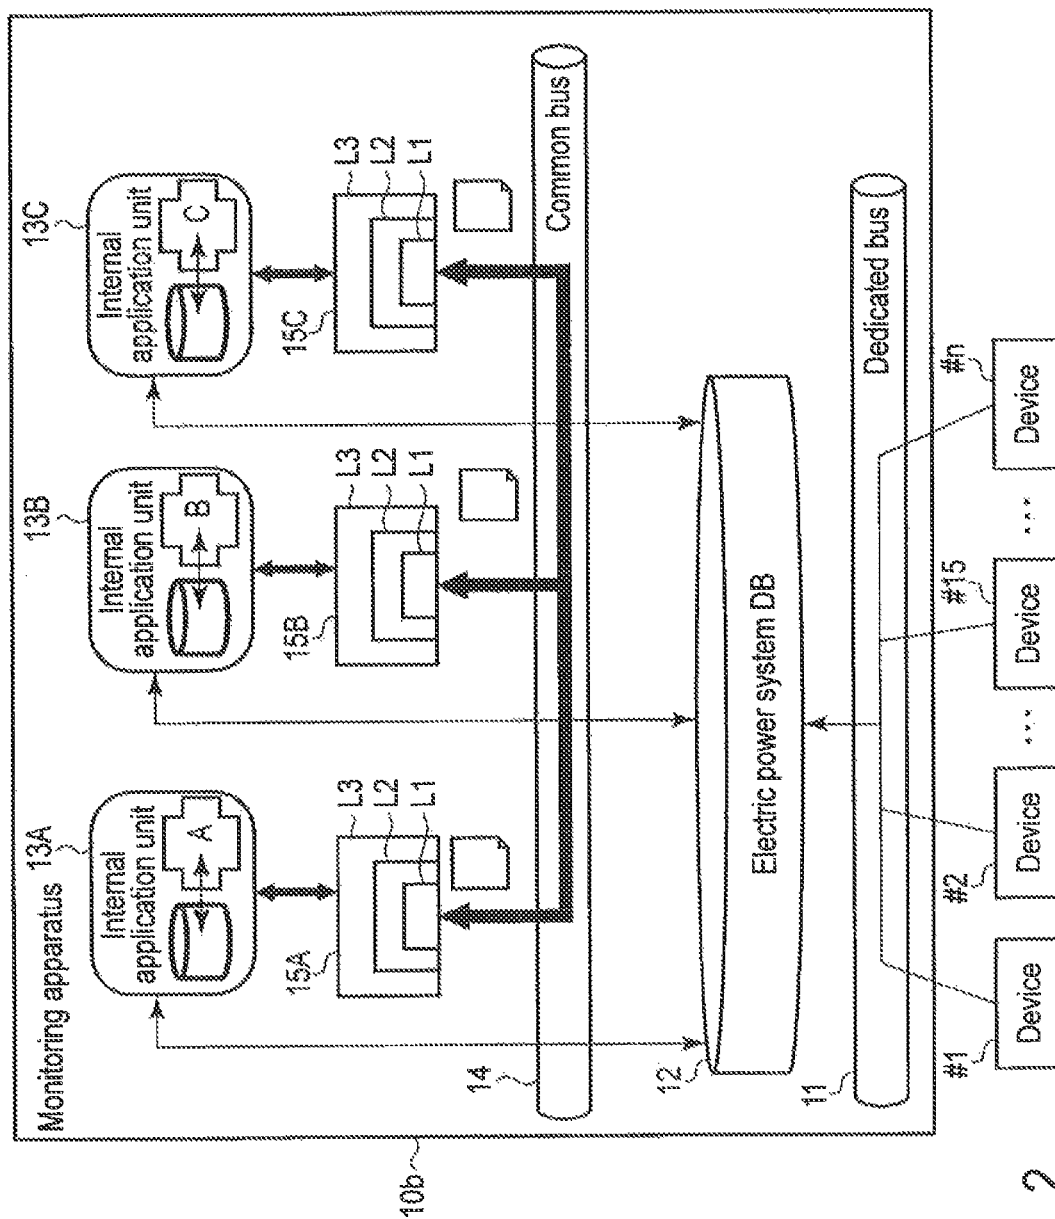 Monitoring apparatus
13A
Internal
application unit
A
13B
Internal
application unit
B
13C
Internal
application unit
C
15A
L3
L2
L1
15B
L3
L2
L1
15C
L3
L2
L1
14
Common bus
12
Electric power system DB
11
Dedicated bus
10b
#1
Device
#2
Device
...
#15
Device
...
#n
Device
2